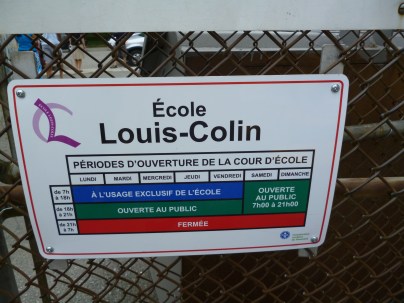 École
Louis-Colin
PÉRIODES D'OUVERTURE DE LA COUR D'ÉCOLE
LUNDI MARDI MERCREDI JEUDI VENDREDI SAMEDI DIMANCHE
de 7h
à 18h
À L'USAGE EXCLUSIF DE L'ÉCOLE
OUVERTE
AU PUBLIC
7h00 à 21h00
de 18h
à 21h
OUVERTE AU PUBLIC
de 21h
à 7h
FERMÉE